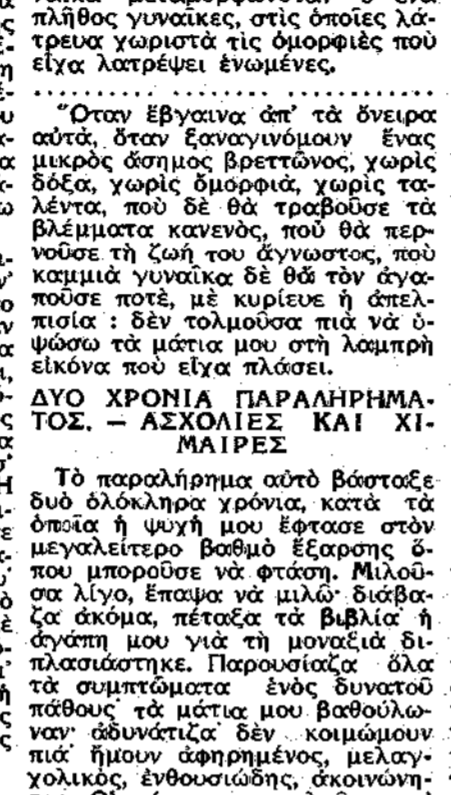 πλῆθος γυναῖκες, στὶς ὁποῖες λά-
τρευα χωριστὰ τὶς ὀμορφιὲς ποὺ
εἶχα λατρέψει ἑνωμένες.
Ὅταν ἔβγαινα ἀπ' τὰ ὄνειρα
αὐτά, ὅταν ξαναγινόμουν ἕνας
μικρὸς ἄσημος βρεττῶνος, χωρὶς
δόξα, χωρὶς ὀμορφιά, χωρὶς τα-
λέντα, ποὺ δὲ θὰ τραβοῦσε τὰ
βλέμματα κανενός, ποὺ θὰ περ-
νοῦσε τὴ ζωή του ἄγνωστος, ποὺ
καμμιὰ γυναῖκα δὲ θὰ τὸν ἀγα-
ποῦσε ποτέ, μὲ κυρίευε ἡ ἀπελ-
πισία : δὲν τολμοῦσα πιὰ νὰ ὑ-
ψώσω τὰ μάτια μου στὴ λαμπρὴ
εἰκόνα ποὺ εἶχα πλάσει.
ΔΥΟ ΧΡΟΝΙΑ ΠΑΡΑΛΗΡΗΜΑ-
ΤΟΣ. — ΑΣΧΟΛΙΕΣ ΚΑΙ ΧΙ-
ΜΑΙΡΕΣ
Τὸ παραλήρημα αὐτὸ βάσταξε
δυὸ ὁλόκληρα χρόνια, κατὰ τὰ
ὁποῖα ἡ ψυχή μου ἔφτασε στὸν
μεγαλείτερο βαθμὸ ἔξαρσης ὅ-
που μποροῦσε νὰ φτάση. Μιλοῦ-
σα λίγο, ἔπαψα νὰ μιλῶ· διάβα-
ζα ἀκόμα, πέταξα τὰ βιβλία· ἡ
ἀγάπη μου γιὰ τὴ μοναξιὰ δι-
πλασιάστηκε. Παρουσίαζα ὅλα
τὰ συμπτώματα ἑνὸς δυνατοῦ
πάθους· τὰ μάτια μου βαθούλω-
ναν· ἀδυνάτιζα· δὲν κοιμώμουν
πιά· ἤμουν ἀφηρημένος, μελαγ-
χολικός, ἐνθουσιώδης, ἀκοινώνη-